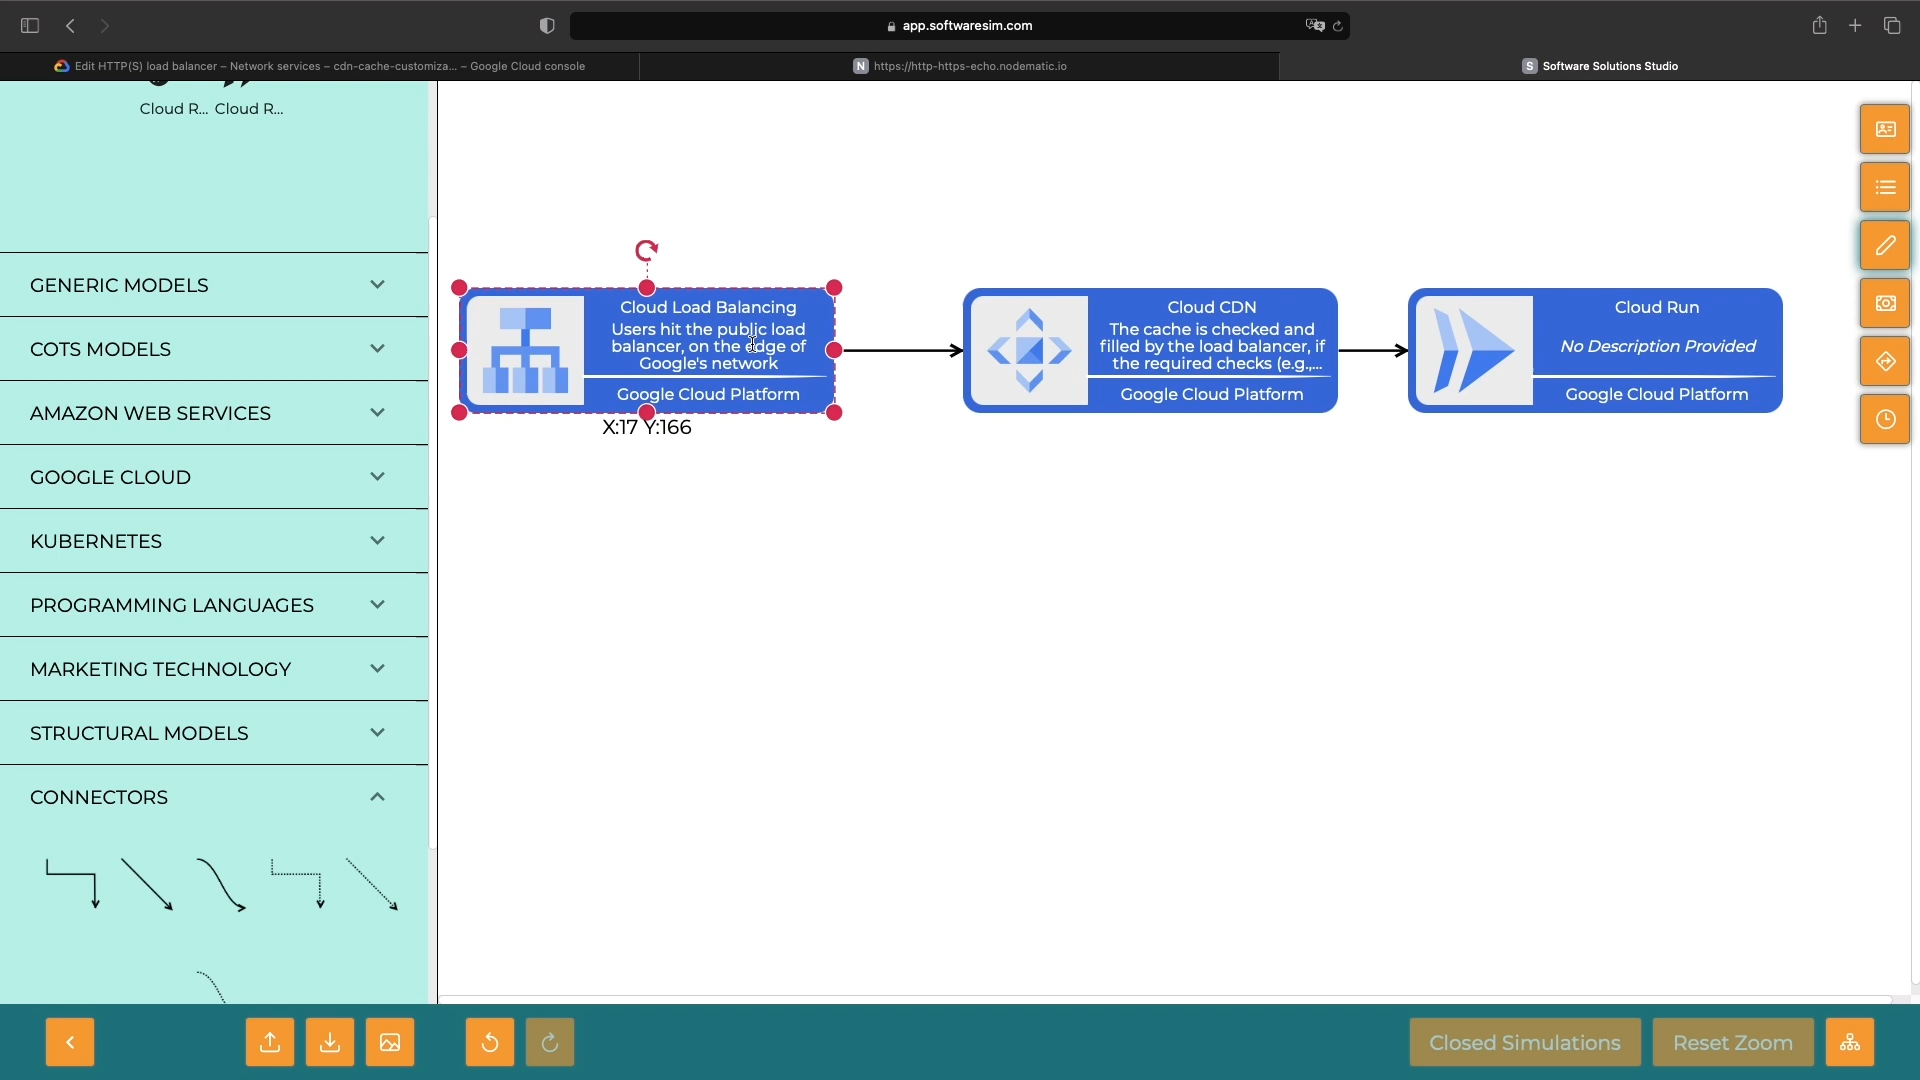 app.softwaresim.com
Edit HTTP(S) load balancer – Network services – cdn-cache-customiza... – Google Cloud console
N https://http-https-echo.nodematic.io
S Software Solutions Studio
Cloud R... Cloud R...
GENERIC MODELS
COTS MODELS
AMAZON WEB SERVICES
GOOGLE CLOUD
KUBERNETES
PROGRAMMING LANGUAGES
MARKETING TECHNOLOGY
STRUCTURAL MODELS
CONNECTORS
Cloud Load Balancing
Users hit the public load
balancer, on the edge of
Google's network
Google Cloud Platform
X:17 Y:166
Cloud CDN
The cache is checked and
filled by the load balancer, if
the required checks (e.g.,...
Google Cloud Platform
Cloud Run
No Description Provided
Google Cloud Platform
Closed Simulations
Reset Zoom